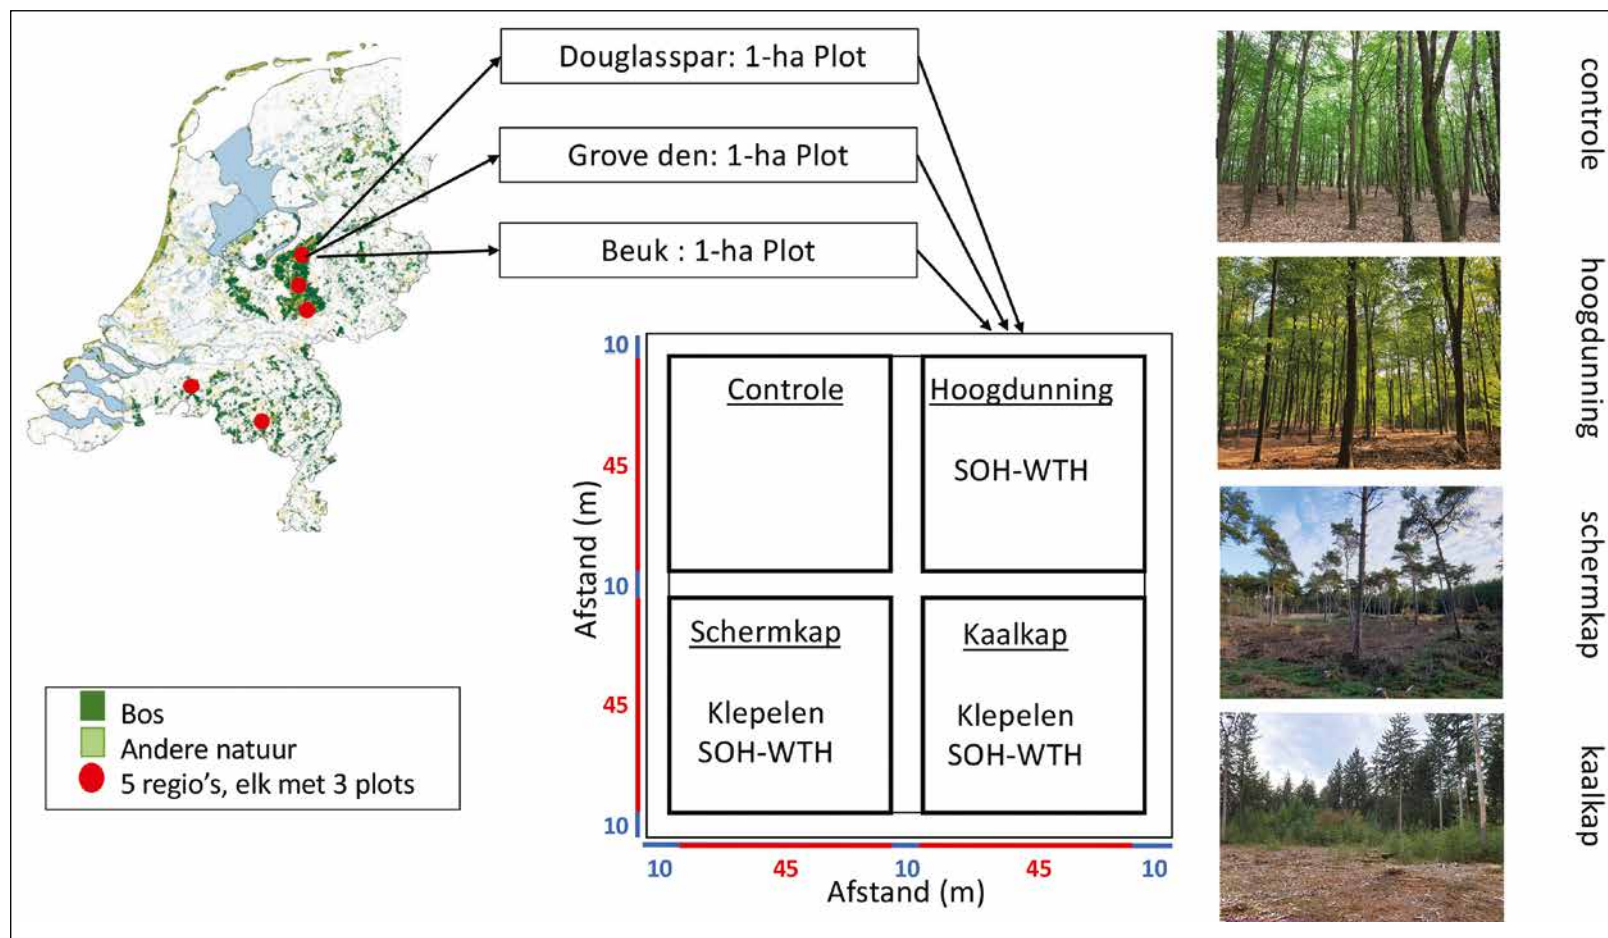 Douglasspar: 1-ha Plot
Grove den: 1-ha Plot
Beuk : 1-ha Plot
Bos
Andere natuur
5 regio's, elk met 3 plots
Afstand (m)
10
45
10
45
10
Controle
Hoogdunning
SOH-WTH
Schermkap
Klepelen
SOH-WTH
Kaalkap
Klepelen
SOH-WTH
10 45 10 45 10
Afstand (m)
controle
hoogdunning
schermkap
kaalkap